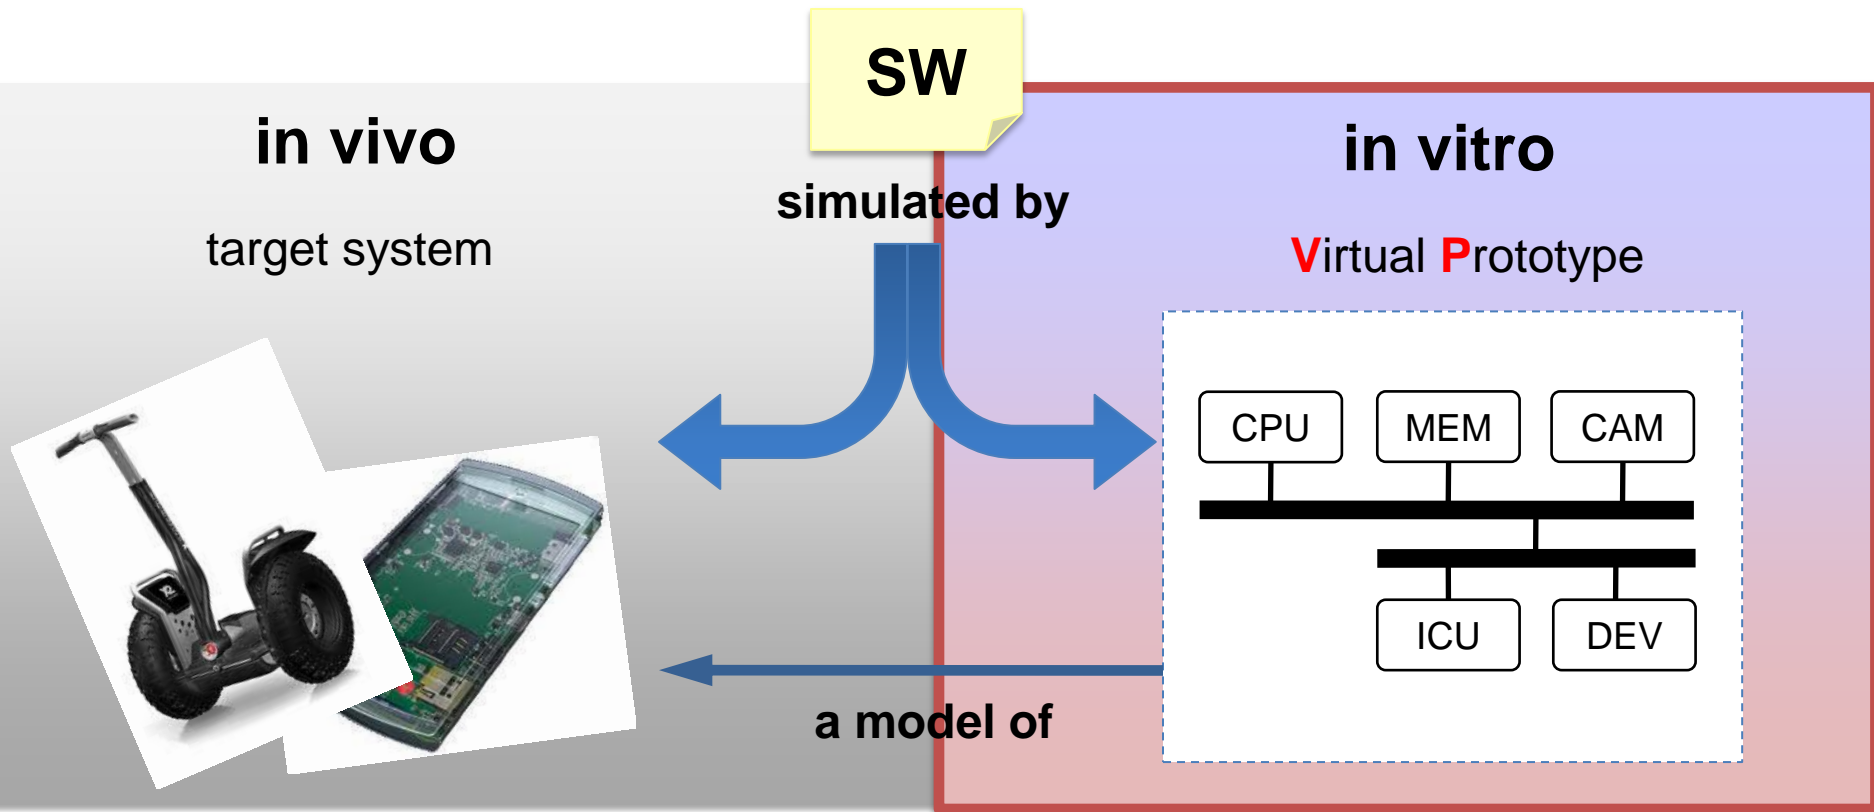 SW
in vivo
in vitro
simulated by
target system
Virtual Prototype
CPU
MEM
CAM
ICU
DEV
a model of